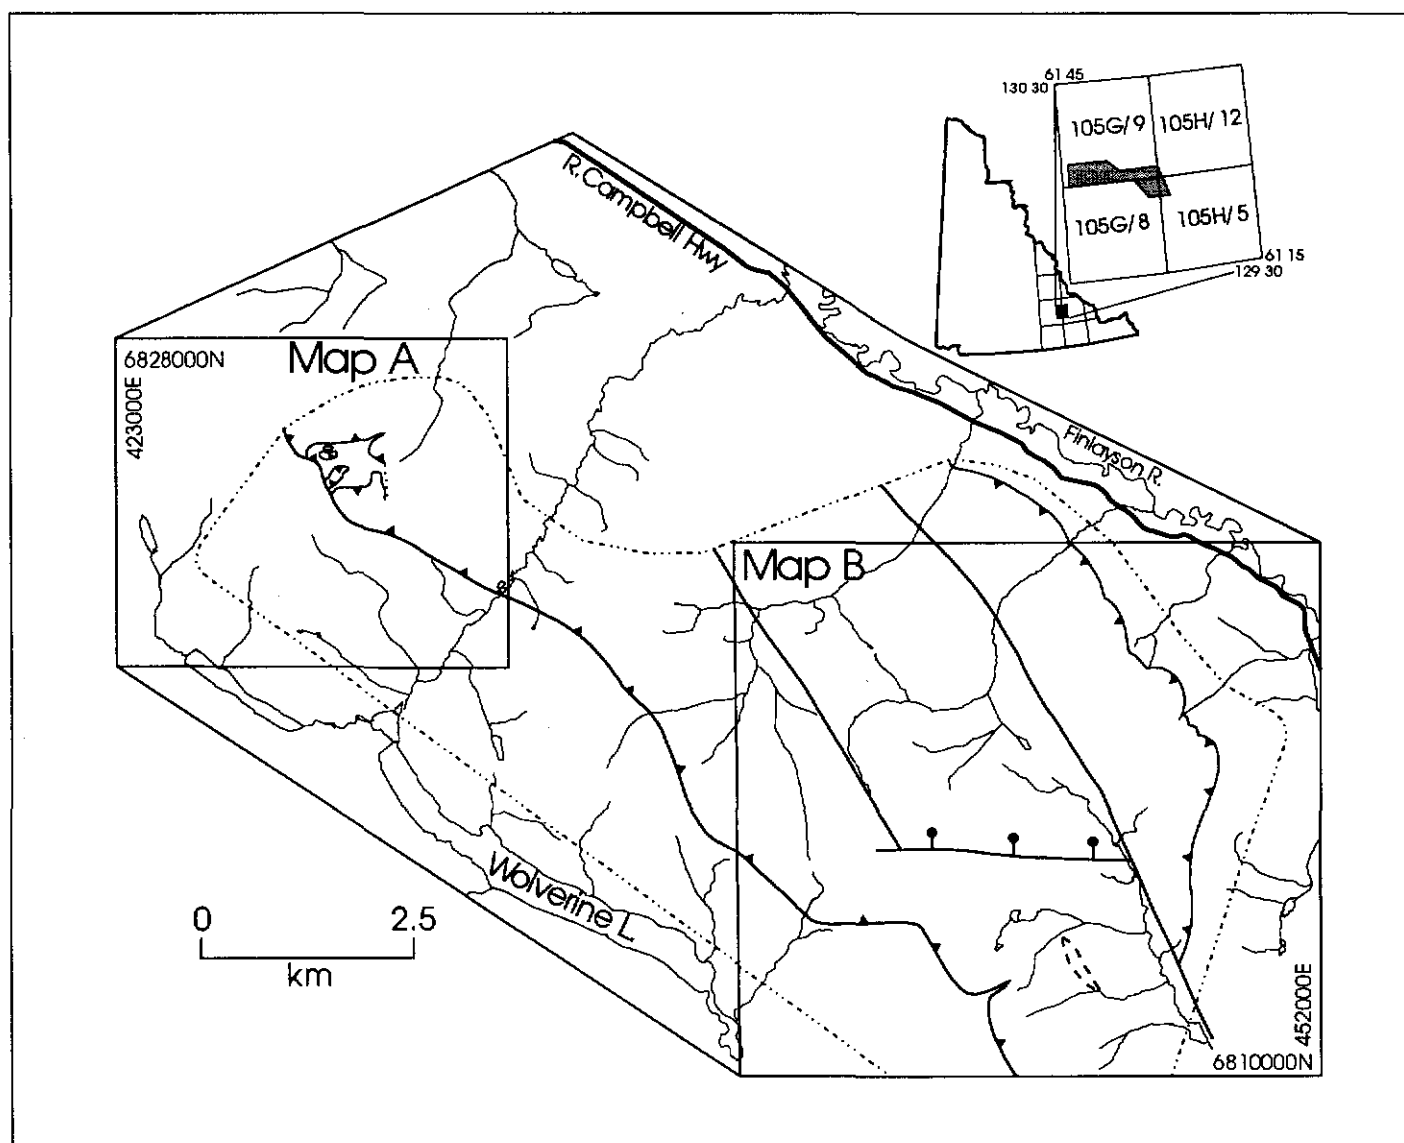 61 45
130 30
105G/9
105H/12
105G/8
105H/5
61 15
129 30
R. Campbell Hwy
Finlayson R.
6828000N
Map A
423000E
Map B
Wolverine L.
0 2.5
km
452000E
6810000N